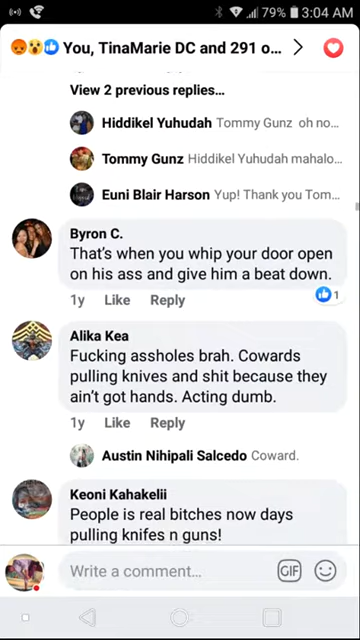 79% 3:04 AM
You, TinaMarie DC and 291 o...
View 2 previous replies...
Hiddikel Yuhudah Tommy Gunz oh no...
Tommy Gunz Hiddikel Yuhudah mahalo...
Euni Blair Harson Yup! Thank you Tom...
Byron C.
That's when you whip your door open
on his ass and give him a beat down.
1y Like Reply
1
Alika Kea
Fucking assholes brah. Cowards
pulling knives and shit because they
ain't got hands. Acting dumb.
1y Like Reply
Austin Nihipali Salcedo Coward.
Keoni Kahakelii
People is real bitches now days
pulling knifes n guns!
Write a comment...
GIF